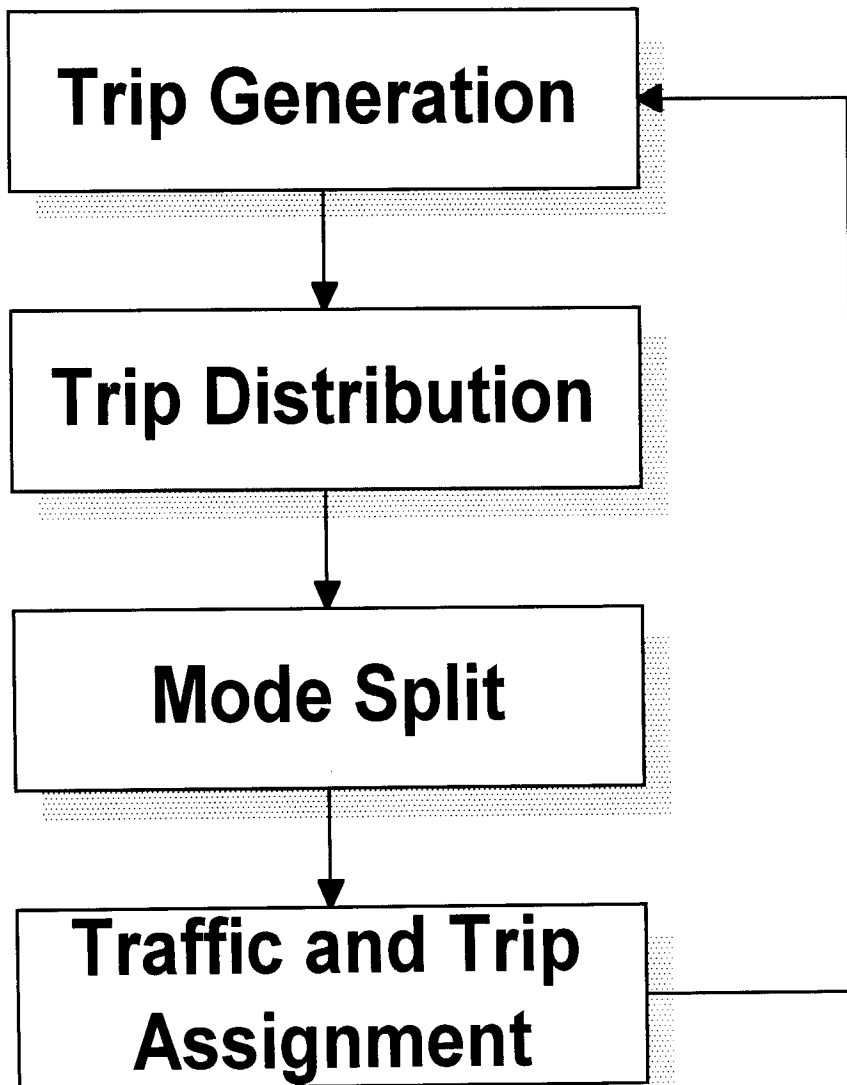 Trip Generation
Trip Distribution
Mode Split
Traffic and Trip
Assignment